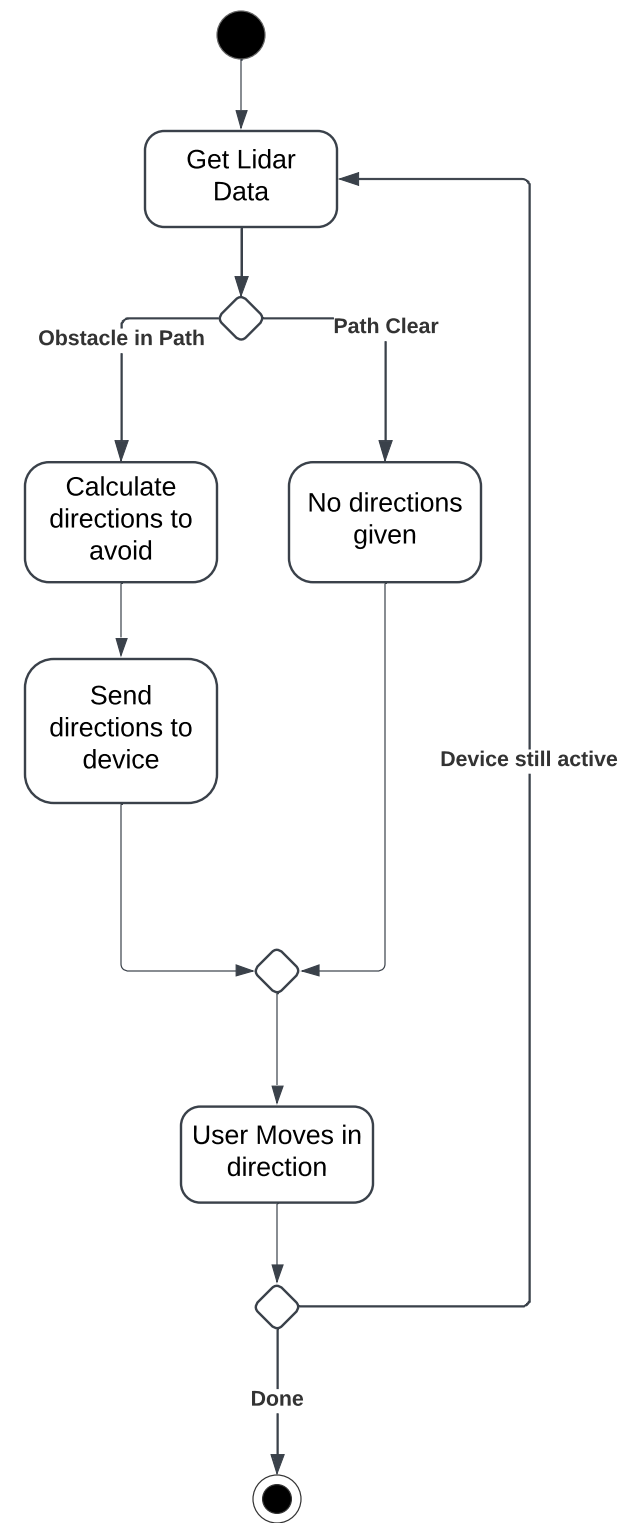 Get Lidar
Data
Obstacle in Path
Path Clear
Calculate
directions to
avoid
No directions
given
Send
directions to
device
Device still active
User Moves in
direction
Done